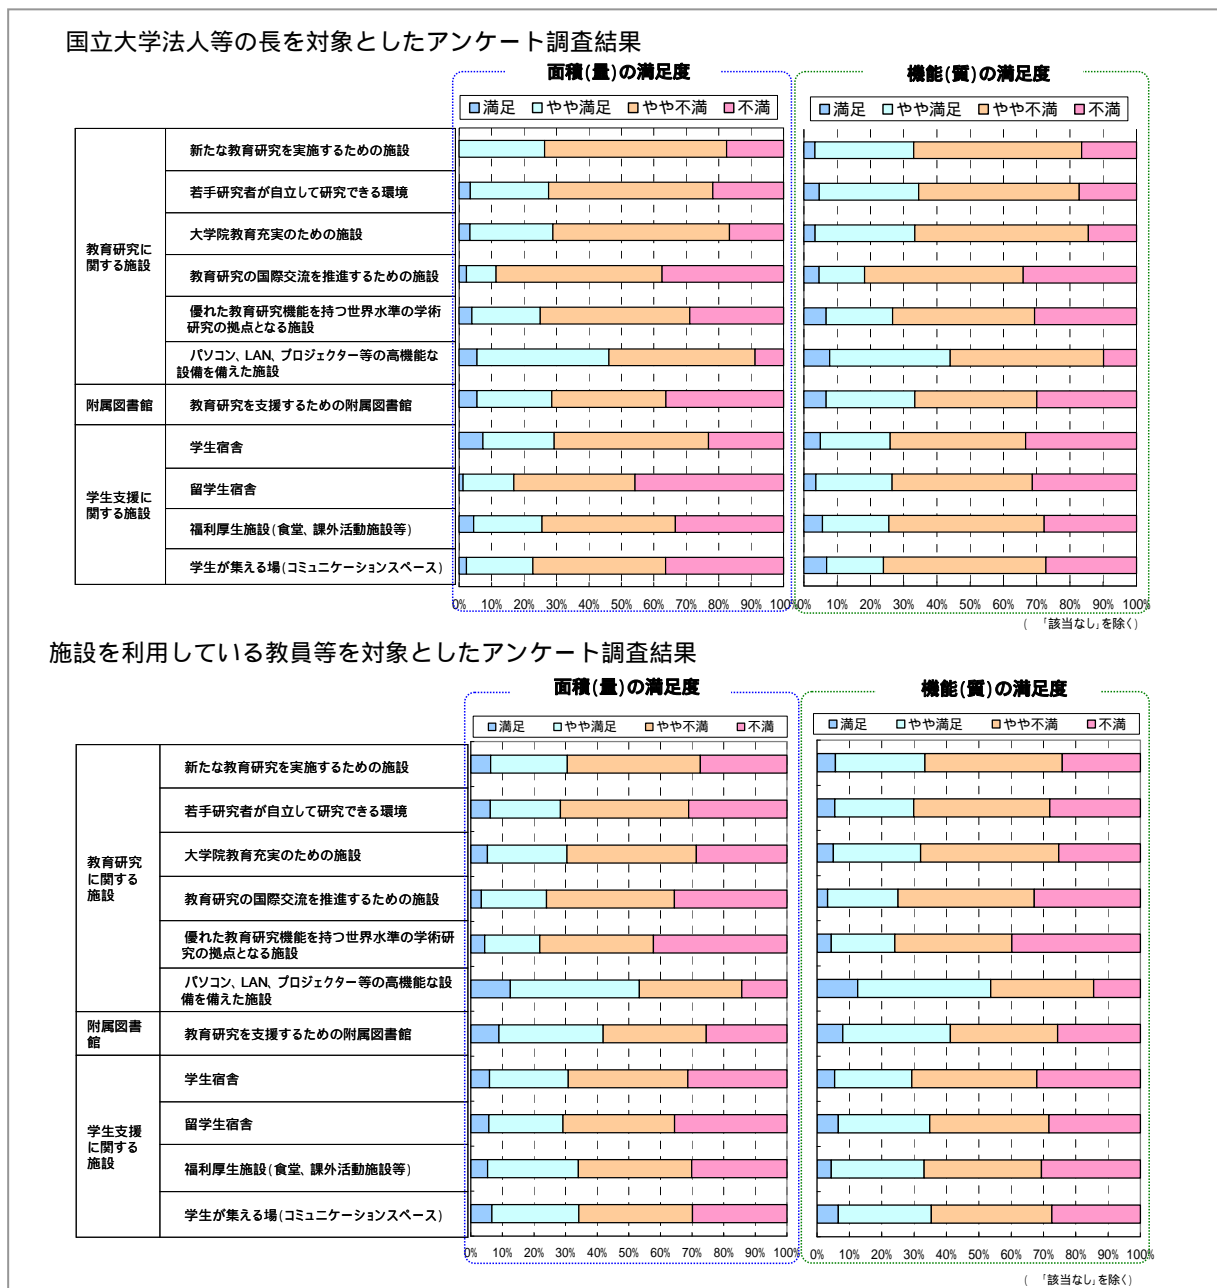 国立大学法人等の長を対象としたアンケート調査結果
面積(量)の満足度
機能(質)の満足度
満足 やや満足 やや不満 不満
満足 やや満足 やや不満 不満
教育研究に
関する施設
新たな教育研究を実施するための施設
若手研究者が自立して研究できる環境
大学院教育充実のための施設
教育研究の国際交流を推進するための施設
優れた教育研究機能を持つ世界水準の学術
研究の拠点となる施設
パソコン、LAN、プロジェクター等の高機能な
設備を備えた施設
附属図書館
教育研究を支援するための附属図書館
学生支援に
関する施設
学生宿舎
留学生宿舎
福利厚生施設(食堂、課外活動施設等)
学生が集える場(コミュニケーションスペース)
0% 10% 20% 30% 40% 50% 60% 70% 80% 90% 100%
0% 10% 20% 30% 40% 50% 60% 70% 80% 90% 100%
( 「該当なし」を除く)
施設を利用している教員等を対象としたアンケート調査結果
面積(量)の満足度
機能(質)の満足度
満足 やや満足 やや不満 不満
満足 やや満足 やや不満 不満
教育研究
に関する
施設
新たな教育研究を実施するための施設
若手研究者が自立して研究できる環境
大学院教育充実のための施設
教育研究の国際交流を推進するための施設
優れた教育研究機能を持つ世界水準の学術研
究の拠点となる施設
パソコン、LAN、プロジェクター等の高機能な設
備を備えた施設
附属図書
館
教育研究を支援するための附属図書館
学生支援
に関する
施設
学生宿舎
留学生宿舎
福利厚生施設(食堂、課外活動施設等)
学生が集える場(コミュニケーションスペース)
0% 10% 20% 30% 40% 50% 60% 70% 80% 90% 100%
0% 10% 20% 30% 40% 50% 60% 70% 80% 90% 100%
( 「該当なし」を除く)